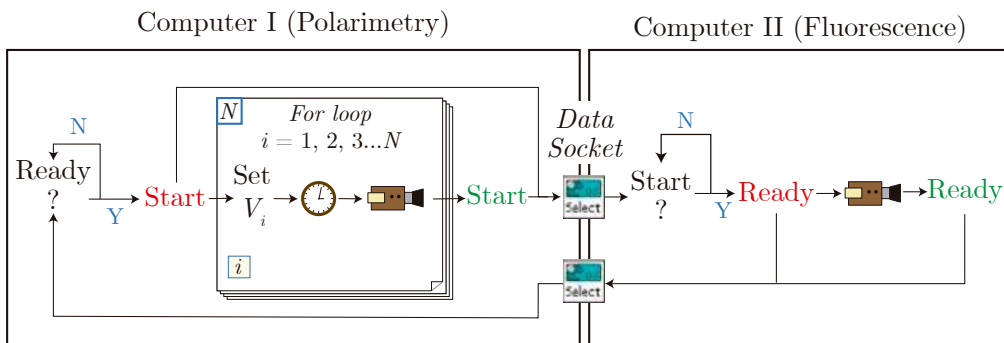 Computer I (Polarimetry)
Computer II (Fluorescence)
N
For loop
i = 1, 2, 3...N
Data
Socket
N
N
Ready
?
Y
Start
Set
V_i
Start
Select
Start
?
Y
Ready
Ready
i
Select